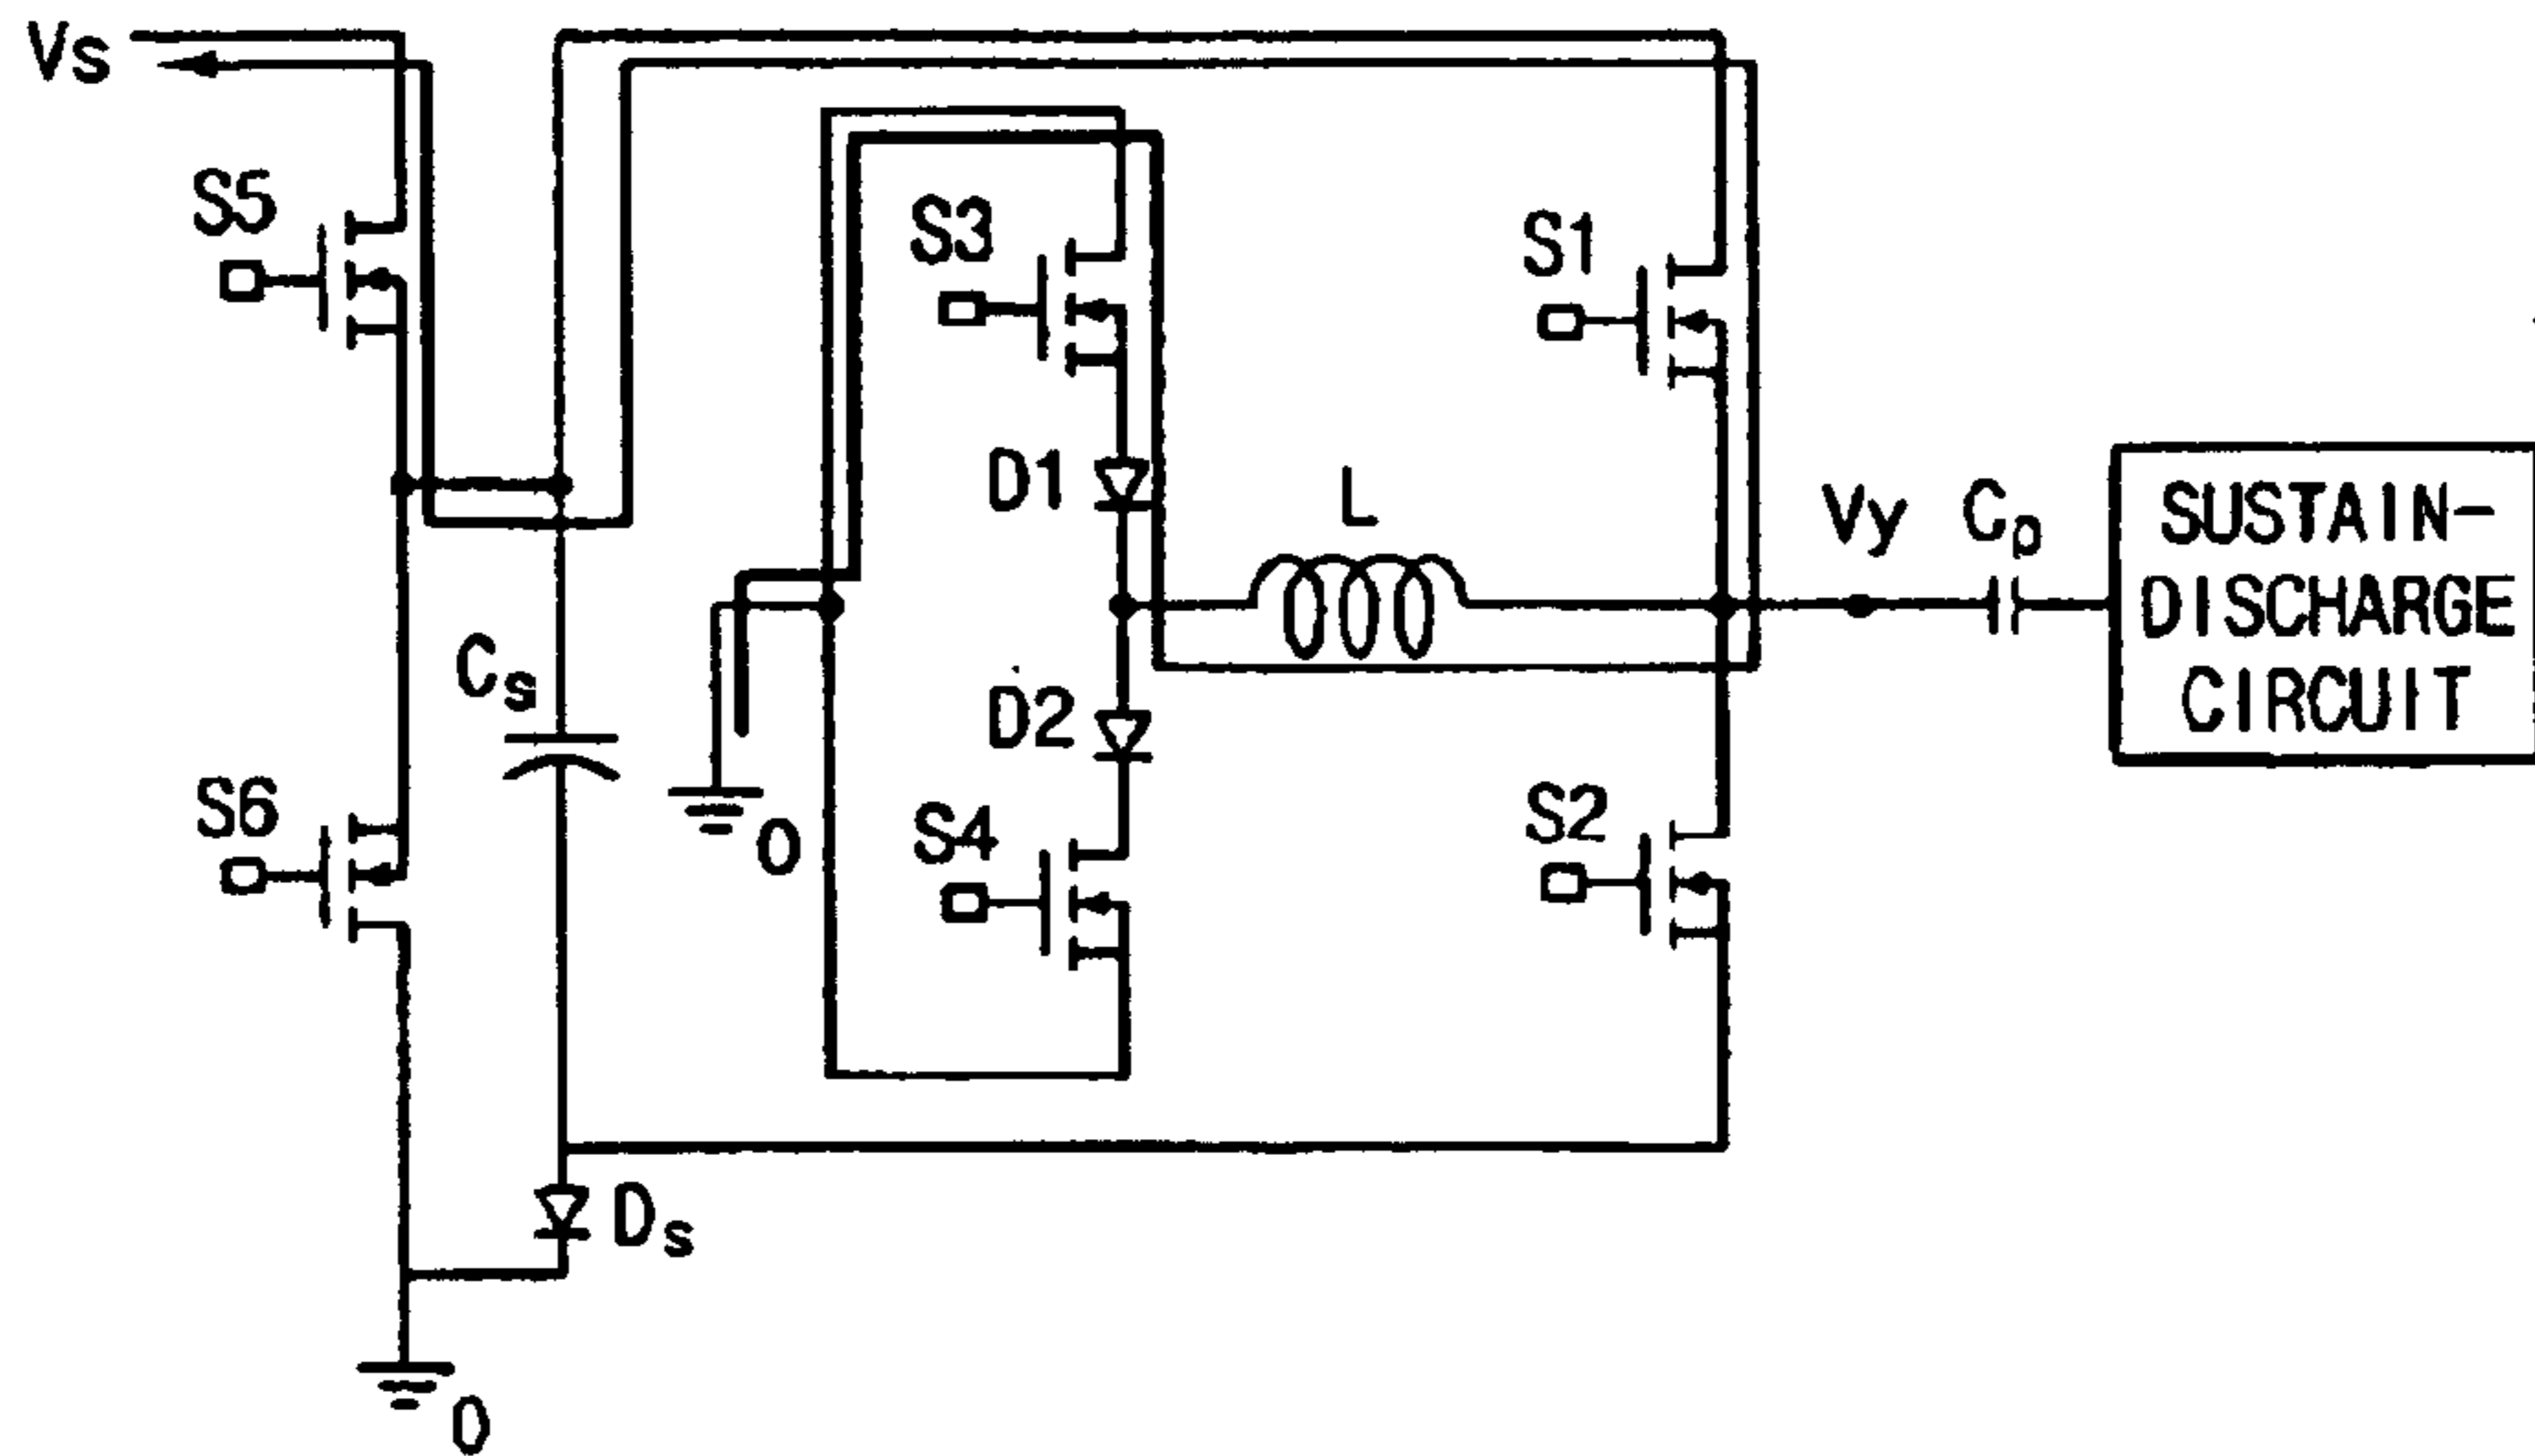 Vs
S5
S3
S1
D1
L
Vy
Cp
SUSTAIN-
DISCHARGE
CIRCUIT
Cs
D2
S6
S4
S2
0
Ds
0